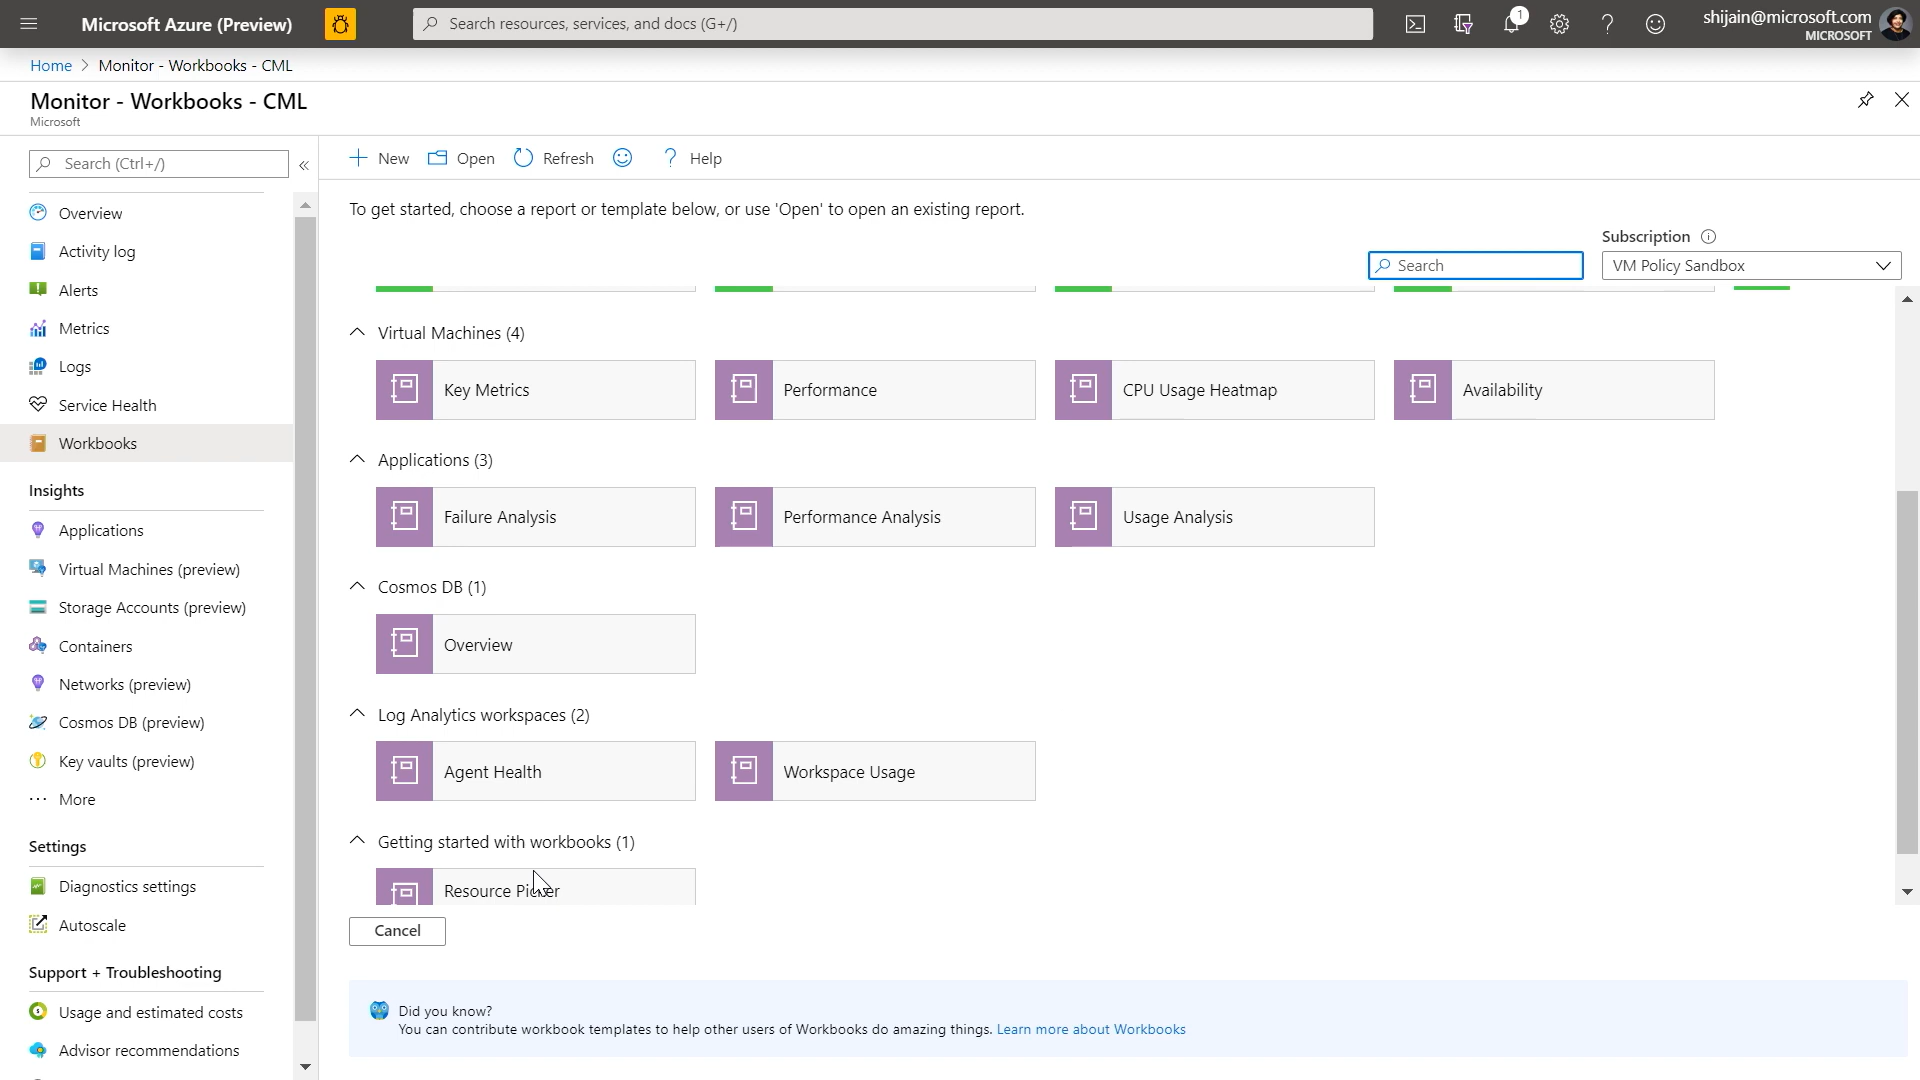 Microsoft Azure (Preview)
Search resources, services, and docs (G+/)
1
shijain@microsoft.com
MICROSOFT
Home > Monitor - Workbooks - CML
Monitor - Workbooks - CML
Microsoft
Search (Ctrl+/)
«
Overview
Activity log
Alerts
Metrics
Logs
Service Health
Workbooks
Insights
Applications
Virtual Machines (preview)
Storage Accounts (preview)
Containers
Networks (preview)
Cosmos DB (preview)
Key vaults (preview)
More
Settings
Diagnostics settings
Autoscale
Support + Troubleshooting
Usage and estimated costs
Advisor recommendations
New
Open
Refresh
? Help
To get started, choose a report or template below, or use 'Open' to open an existing report.
Subscription
Search
VM Policy Sandbox
Virtual Machines (4)
Key Metrics
Performance
CPU Usage Heatmap
Availability
Applications (3)
Failure Analysis
Performance Analysis
Usage Analysis
Cosmos DB (1)
Overview
Log Analytics workspaces (2)
Agent Health
Workspace Usage
Getting started with workbooks (1)
Resource Picker
Cancel
Did you know?
You can contribute workbook templates to help other users of Workbooks do amazing things. Learn more about Workbooks